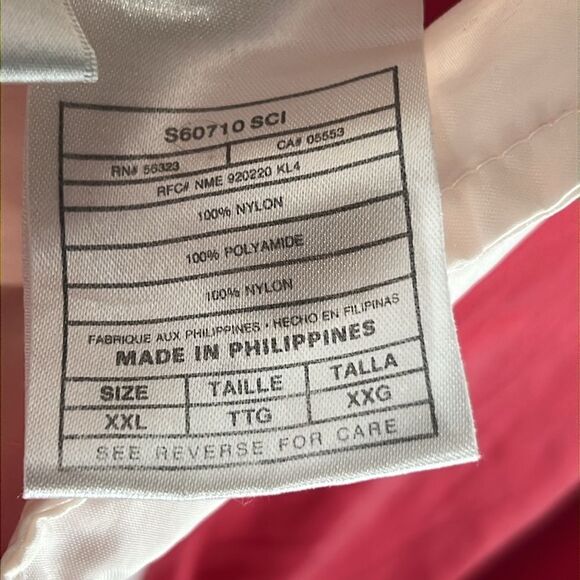 S60710 SCI
RN# 56323 CA# 05553
RFC# NME 920220 KL4
100% NYLON
100% POLYAMIDE
100% NYLON
FABRIQUE AUX PHILIPPINES • HECHO EN FILIPINAS
MADE IN PHILIPPINES
SIZE TAILLE TALLA
XXL TTG XXG
SEE REVERSE FOR CARE